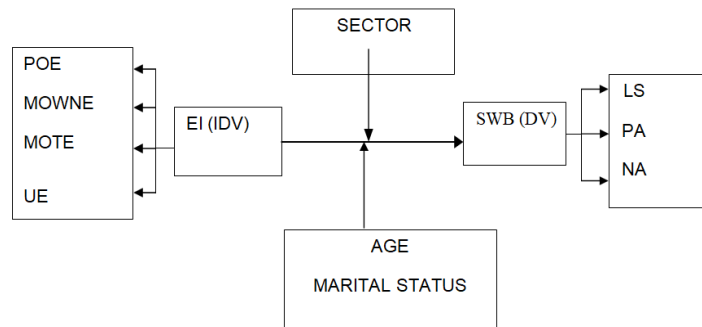 SECTOR
POE
MOWNE
MOTE
UE
EI (IDV)
SWB (DV)
LS
PA
NA
AGE
MARITAL STATUS